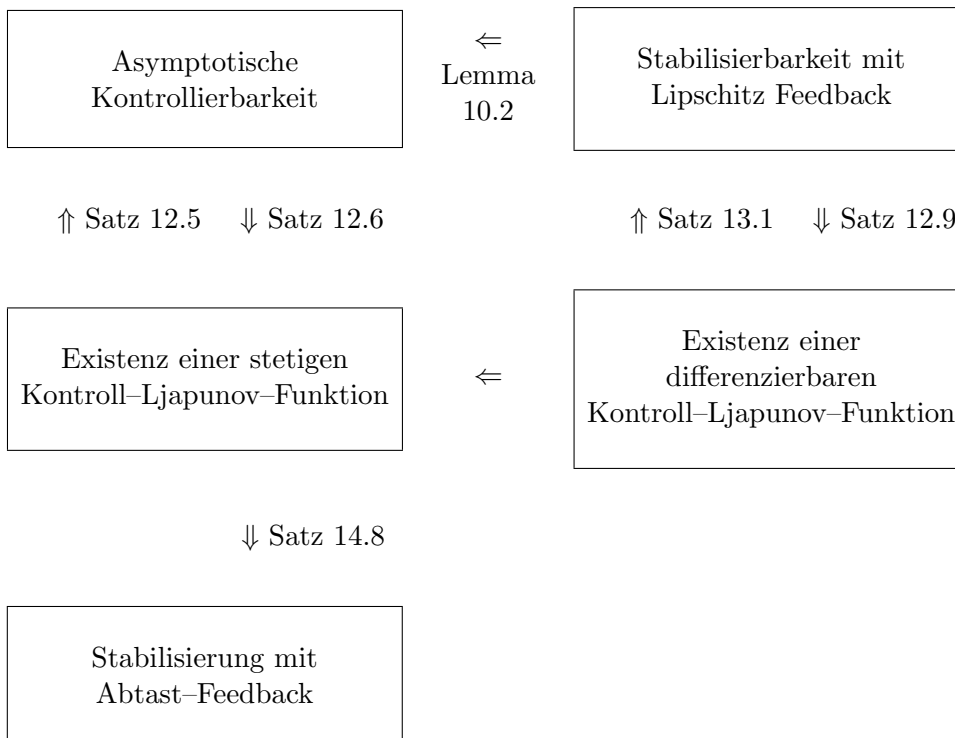 Asymptotische
Kontrollierbarkeit
⇐
Lemma
10.2
Stabilisierbarkeit mit
Lipschitz Feedback
⇑ Satz 12.5 ⇓ Satz 12.6
⇑ Satz 13.1 ⇓ Satz 12.9
Existenz einer stetigen
Kontroll–Ljapunov–Funktion
⇐
Existenz einer
differenzierbaren
Kontroll–Ljapunov–Funktion
⇓ Satz 14.8
Stabilisierung mit
Abtast–Feedback